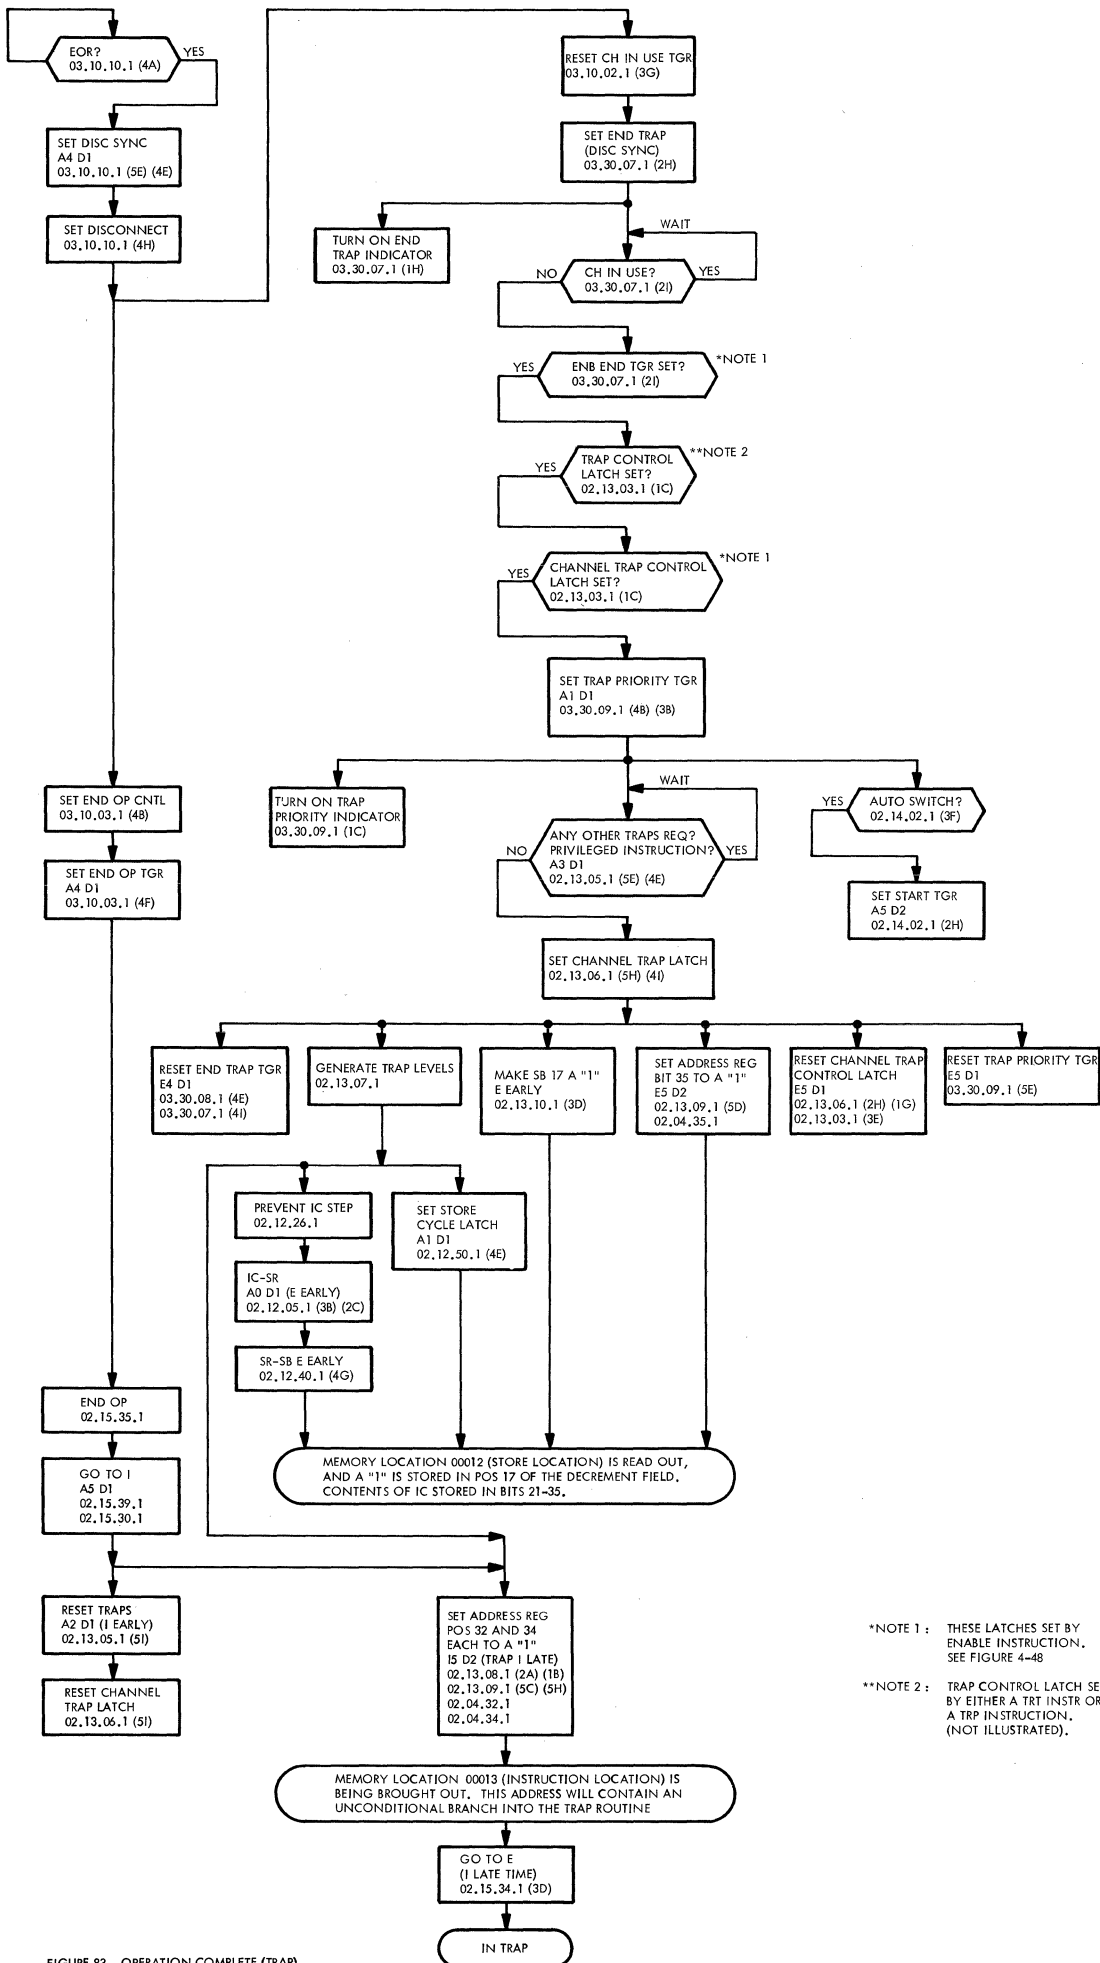 EOR?
03.10.10.1 (4A)
YES
SET DISC SYNC
A4 D1
03.10.10.1 (5E) (4E)
SET DISCONNECT
03.10.10.1 (4H)
RESET CH IN USE TGR
03.10.02.1 (3G)
SET END TRAP
(DISC SYNC)
03.30.07.1 (2H)
TURN ON END
TRAP INDICATOR
03.30.07.1 (1H)
WAIT
NO
CH IN USE?
03.30.07.1 (2I)
YES
YES
ENB END TGR SET?
03.30.07.1 (2I)
*NOTE 1
YES
TRAP CONTROL
LATCH SET?
02.13.03.1 (1C)
**NOTE 2
YES
CHANNEL TRAP CONTROL
LATCH SET?
02.13.03.1 (1C)
*NOTE 1
SET TRAP PRIORITY TGR
A1 D1
03.30.09.1 (4B) (3B)
SET END OP CNTL
03.10.03.1 (4B)
SET END OP TGR
A4 D1
03.10.03.1 (4F)
TURN ON TRAP
PRIORITY INDICATOR
03.30.09.1 (1C)
WAIT
NO
ANY OTHER TRAPS REQ?
PRIVILEGED INSTRUCTION?
A3 D1
02.13.05.1 (5E) (4E)
YES
YES
AUTO SWITCH?
02.14.02.1 (3F)
SET START TGR
A5 D2
02.14.02.1 (2H)
SET CHANNEL TRAP LATCH
02.13.06.1 (5H) (4I)
RESET END TRAP TGR
E4 D1
03.30.08.1 (4E)
03.30.07.1 (4I)
GENERATE TRAP LEVELS
02.13.07.1
MAKE SB 17 A "1"
E EARLY
02.13.10.1 (3D)
SET ADDRESS REG
BIT 35 TO A "1"
E5 D2
02.13.09.1 (5D)
02.04.35.1
RESET CHANNEL TRAP
CONTROL LATCH
E5 D1
02.13.06.1 (2H) (1G)
02.13.03.1 (3E)
RESET TRAP PRIORITY TGR
E5 D1
03.30.09.1 (5E)
PREVENT IC STEP
02.12.26.1
IC-SR
A0 D1 (E EARLY)
02.12.05.1 (3B) (2C)
SR-SB E EARLY
02.12.40.1 (4G)
SET STORE
CYCLE LATCH
A1 D1
02.12.50.1 (4E)
END OP
02.15.35.1
GO TO I
A5 D1
02.15.39.1
02.15.30.1
MEMORY LOCATION 00012 (STORE LOCATION) IS READ OUT,
AND A "1" IS STORED IN POS 17 OF THE DECREMENT FIELD.
CONTENTS OF IC STORED IN BITS 21-35.
RESET TRAPS
A2 D1 (I EARLY)
02.13.05.1 (5I)
RESET CHANNEL
TRAP LATCH
02.13.06.1 (5I)
SET ADDRESS REG
POS 32 AND 34
EACH TO A "1"
I5 D2 (TRAP I LATE)
02.13.08.1 (2A) (1B)
02.13.09.1 (5C) (5H)
02.04.32.1
02.04.34.1
*NOTE 1 : THESE LATCHES SET BY
ENABLE INSTRUCTION.
SEE FIGURE 4-48
**NOTE 2 : TRAP CONTROL LATCH SE
BY EITHER A TRT INSTR OR
A TRP INSTRUCTION.
(NOT ILLUSTRATED).
MEMORY LOCATION 00013 (INSTRUCTION LOCATION) IS
BEING BROUGHT OUT. THIS ADDRESS WILL CONTAIN AN
UNCONDITIONAL BRANCH INTO THE TRAP ROUTINE
GO TO E
(I LATE TIME)
02.15.34.1 (3D)
IN TRAP
FIGURE 83. OPERATION COMPLETE (TRAP)